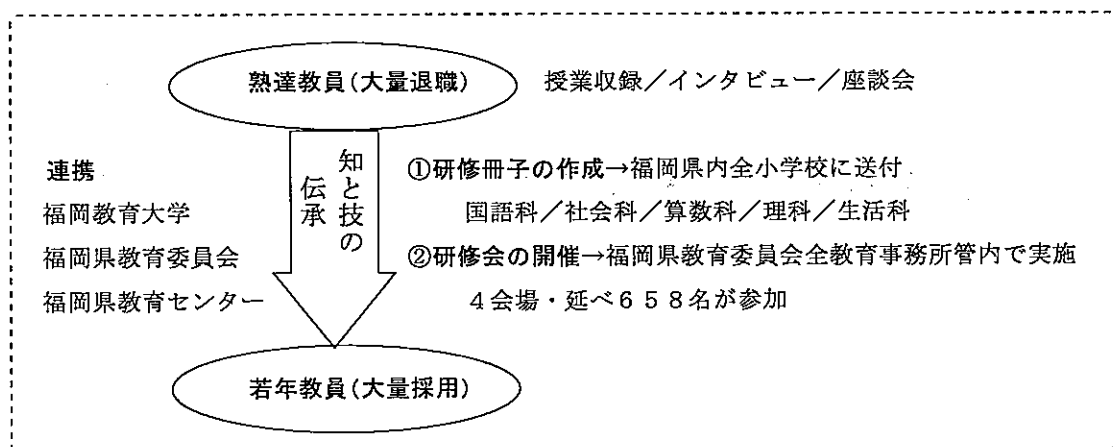 熟達教員(大量退職)
授業収録／インタビュー／座談会
連携
福岡教育大学
福岡県教育委員会
福岡県教育センター
知と技の
伝承
①研修冊子の作成→福岡県内全小学校に送付
国語科／社会科／算数科／理科／生活科
②研修会の開催→福岡県教育委員会全教育事務所管内で実施
4会場・延べ658名が参加
若年教員(大量採用)